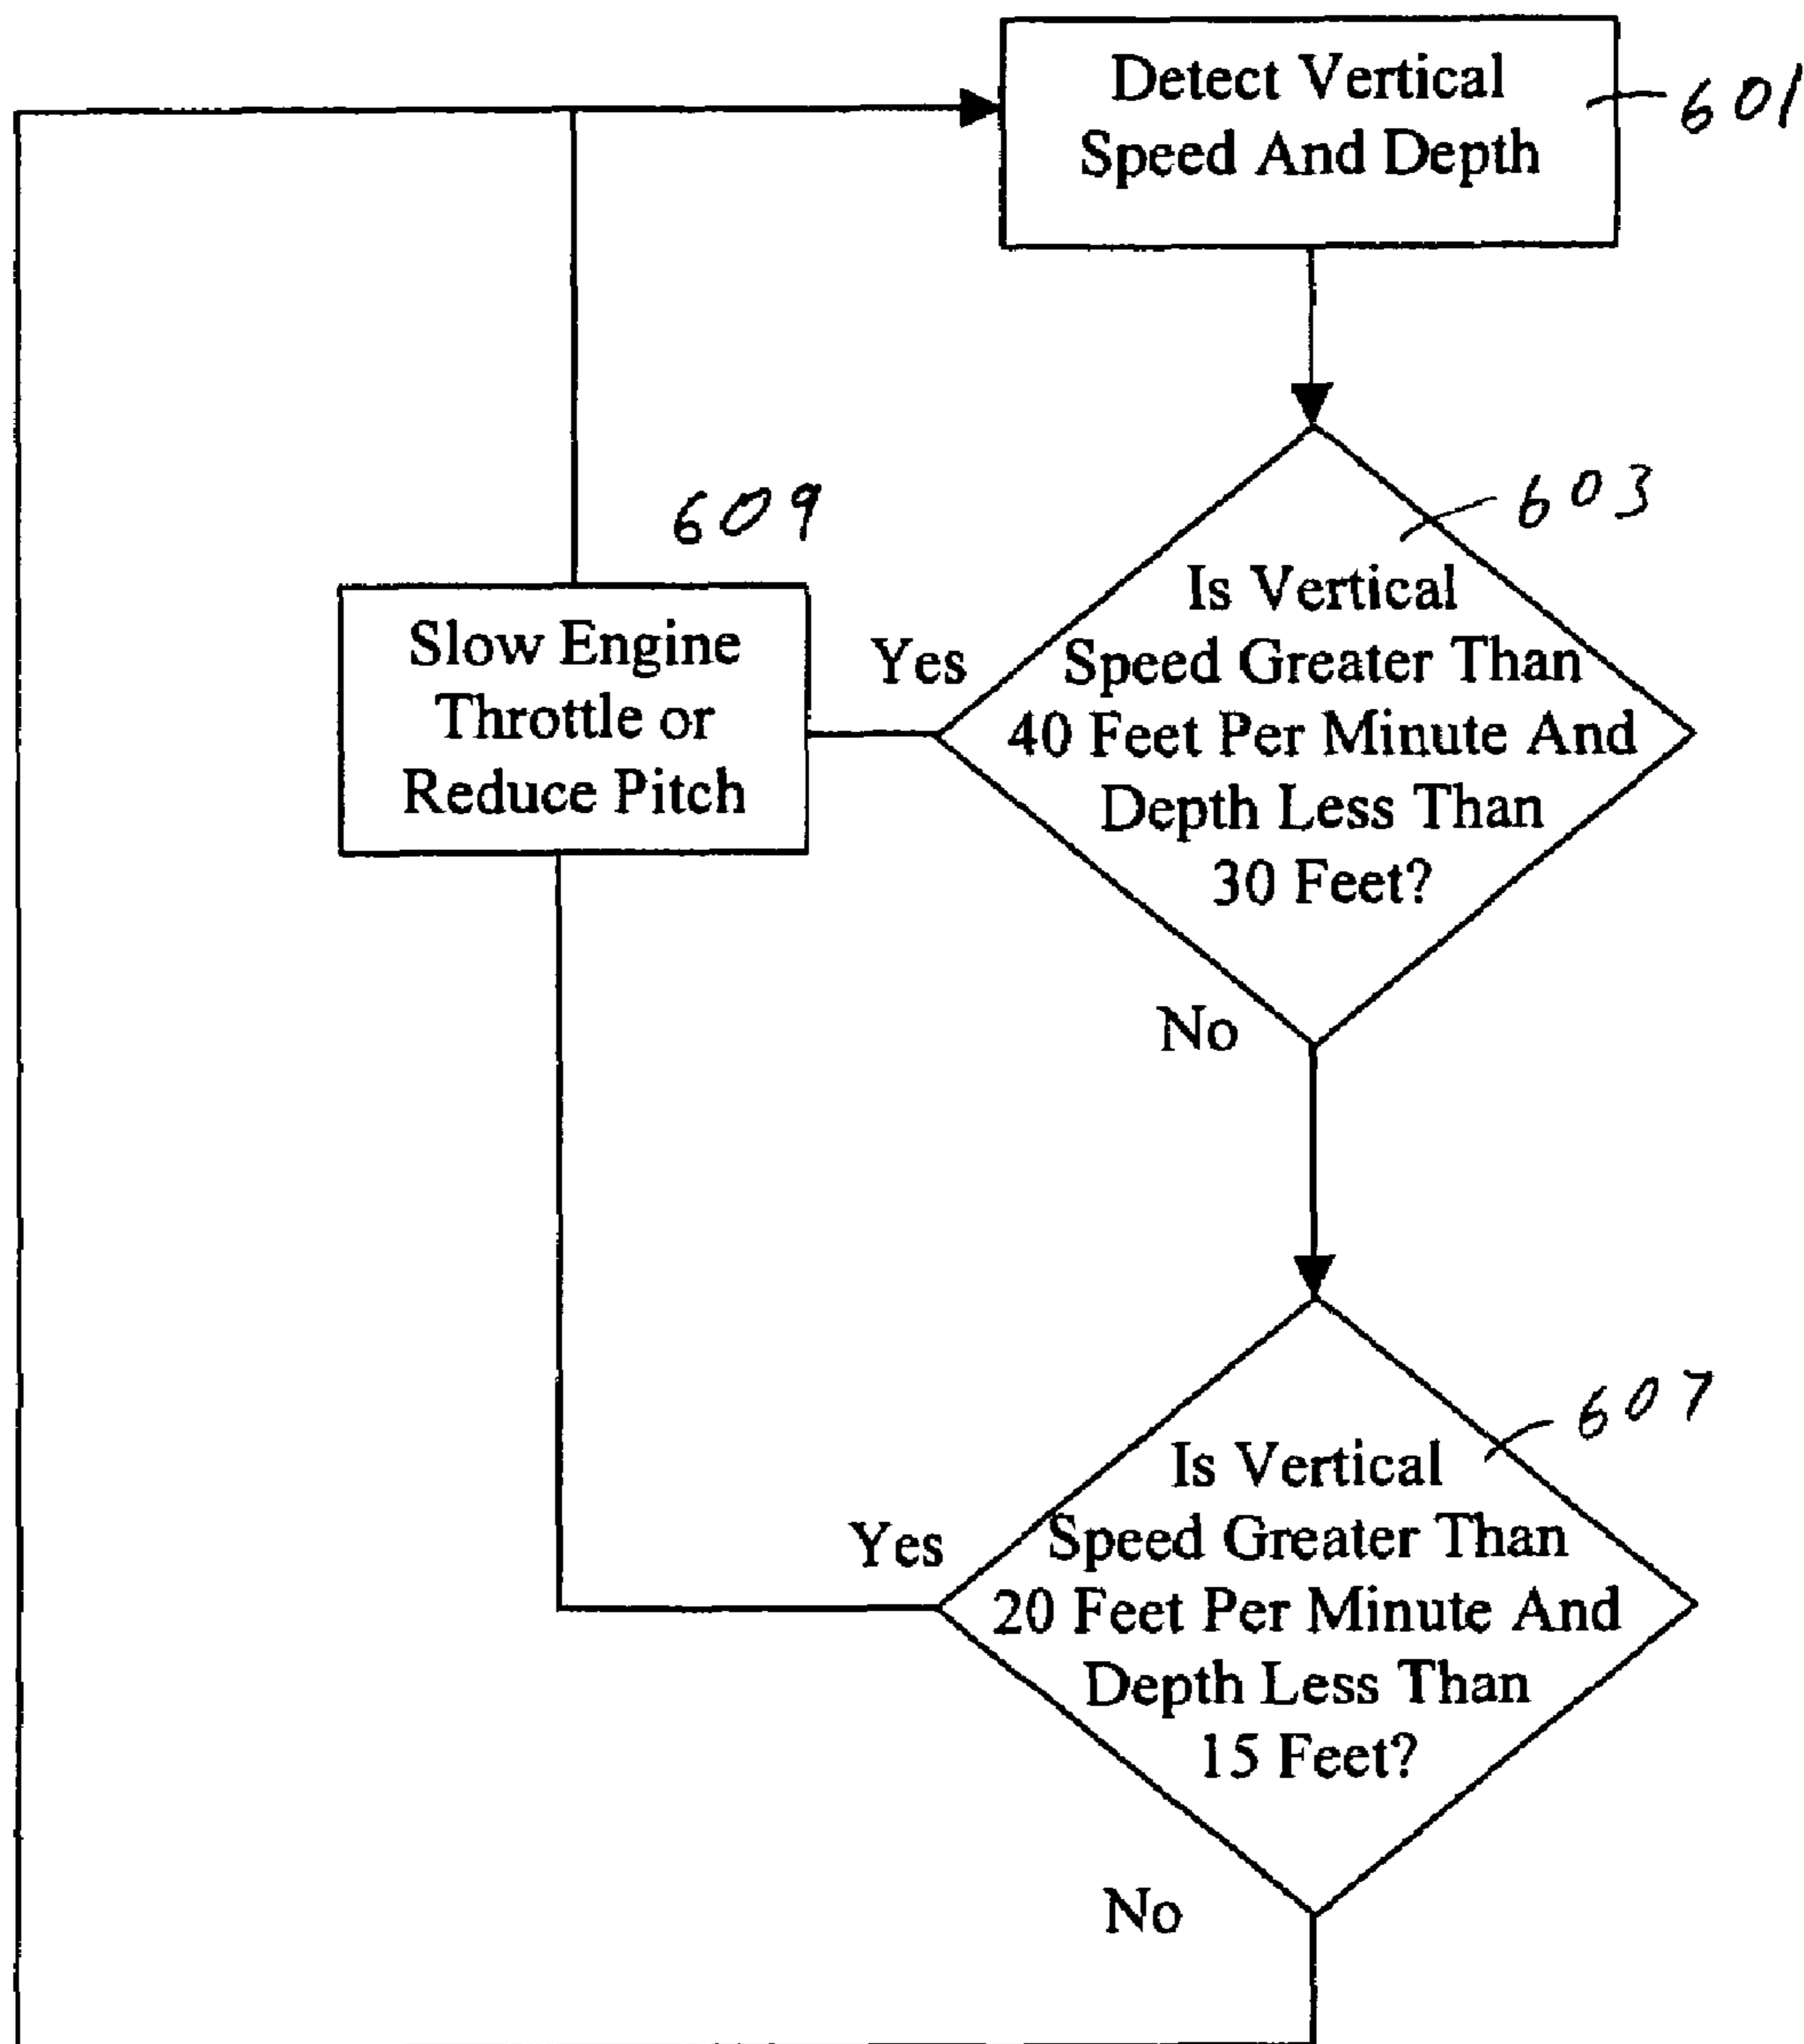 Detect Vertical
Speed And Depth
601
603
609
Is Vertical
Speed Greater Than
40 Feet Per Minute And
Depth Less Than
30 Feet?
Yes
Slow Engine
Throttle or
Reduce Pitch
No
607
Is Vertical
Speed Greater Than
20 Feet Per Minute And
Depth Less Than
15 Feet?
Yes
No